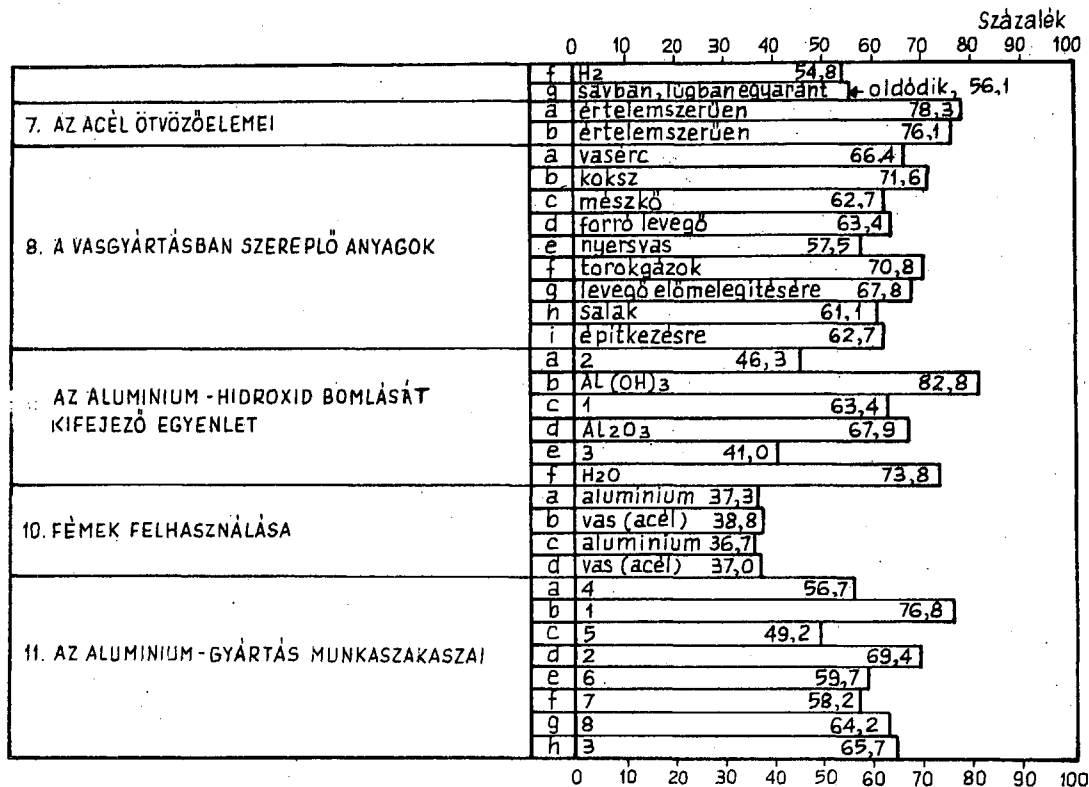 Százalék
0 10 20 30 40 50 60 70 80 90 100
f H2 54,8
g sávban, lúgban egyaránt ← oldódik, 56,1
7. AZ ACÉL ÖTVÖZŐELEMEI
a értelemszerűen 78,3
b értelemszerűen 76,1
8. A VASGYÁRTÁSBAN SZEREPLŐ ANYAGOK
a vasérc 66.4
b koksz 71,6
c mészkő 62,7
d forró levegő 63,4
e nyersvas 57,5
f torokgázok 70,8
g levegő előmelegítésére 67,8
h salak 61,1
i építkezésre 62,7
AZ ALUMINIUM-HIDROXID BOMLÁSÁT
KIFEJEZŐ EGYENLET
a 2 46,3
b AL(OH)3 82,8
c 1 63,4
d AL2O3 67,9
e 3 41,0
f H2O 73,8
10. FÉMEK FELHASZNÁLÁSA
a alumínium 37,3
b vas (acél) 38,8
c alumínium 36,7
d vas (acél) 37,0
11. AZ ALUMINIUM-GYÁRTÁS MUNKASZAKASZAI
a 4 56,7
b 1 76,8
c 5 49,2
d 2 69,4
e 6 59,7
f 7 58,2
g 8 64,2
h 3 65,7
0 10 20 30 40 50 60 70 80 90 100